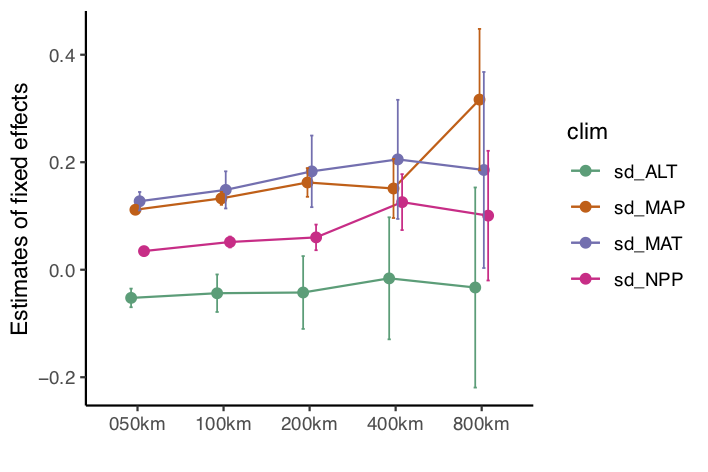 Estimates of fixed effects
0.4
0.2
0.0
−0.2
050km 100km 200km 400km 800km
clim
sd_ALT
sd_MAP
sd_MAT
sd_NPP